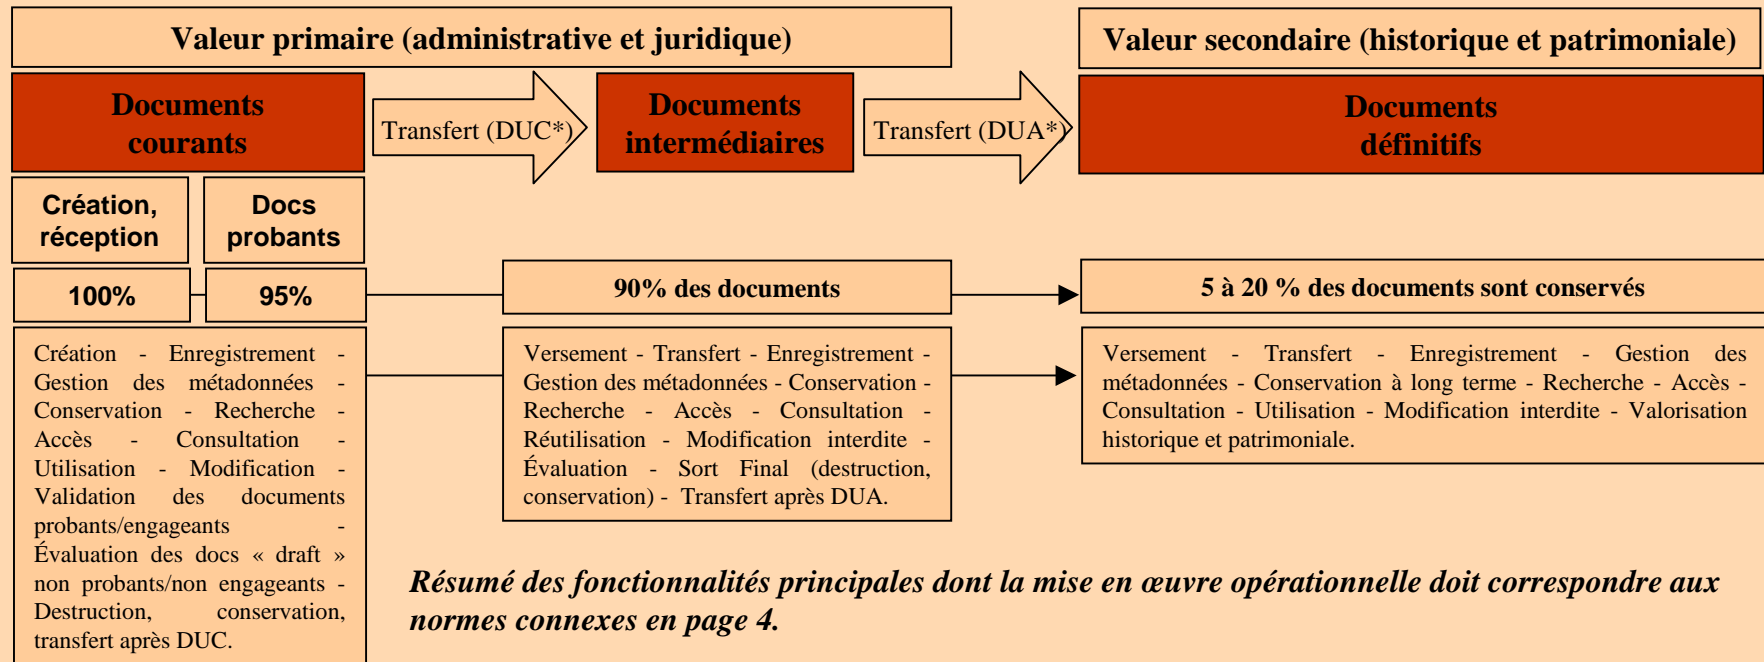 Valeur primaire (administrative et juridique)
Valeur secondaire (historique et patrimoniale)
Documents
courants
Transfert (DUC*)
Documents
intermédiaires
Transfert (DUA*)
Documents
définitifs
Création,
réception
Docs
probants
100%
95%
90% des documents
5 à 20 % des documents sont conservés
Création - Enregistrement -
Gestion des métadonnées -
Conservation - Recherche -
Accès - Consultation -
Utilisation - Modification -
Validation des documents
probants/engageants -
Évaluation des docs « draft »
non probants/non engageants -
Destruction, conservation,
transfert après DUC.
Versement - Transfert - Enregistrement -
Gestion des métadonnées - Conservation -
Recherche - Accès - Consultation -
Réutilisation - Modification interdite -
Évaluation - Sort Final (destruction,
conservation) - Transfert après DUA.
Versement - Transfert - Enregistrement - Gestion des
métadonnées - Conservation à long terme - Recherche - Accès -
Consultation - Utilisation - Modification interdite - Valorisation
historique et patrimoniale.
Résumé des fonctionnalités principales dont la mise en œuvre opérationnelle doit correspondre aux
normes connexes en page 4.